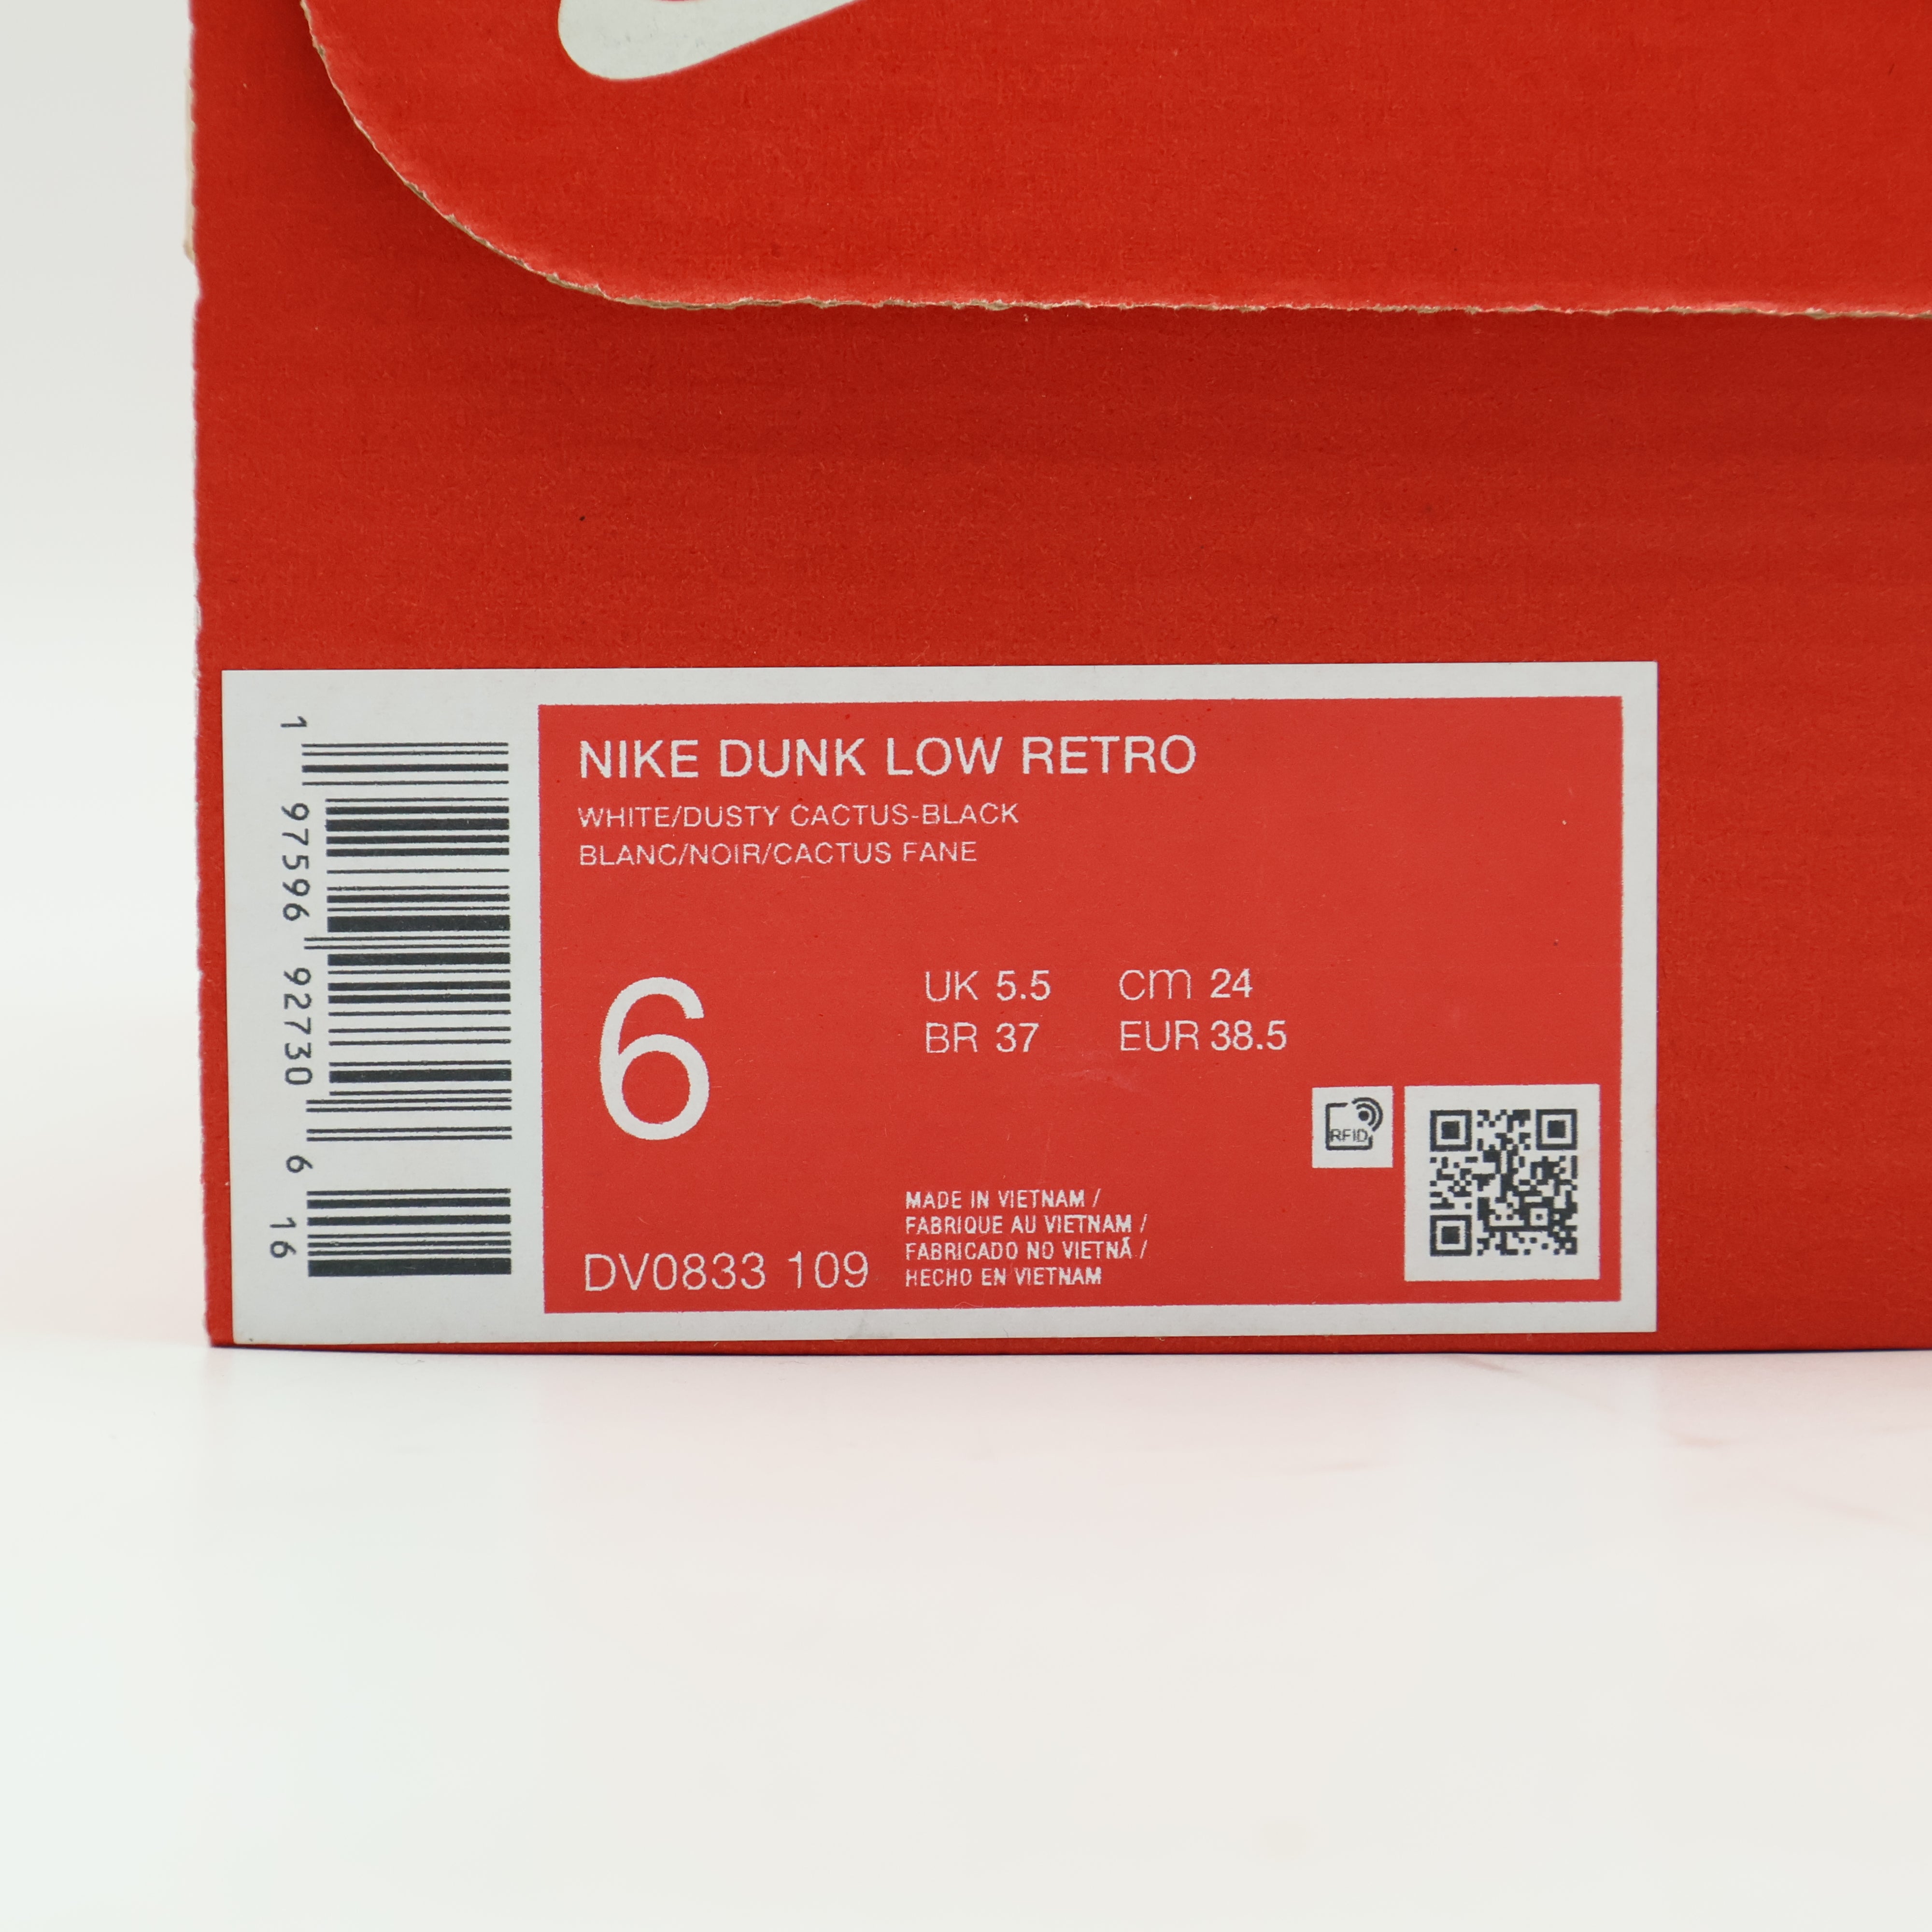 NIKE DUNK LOW RETRO
WHITE/DUSTY CACTUS-BLACK
BLANC/NOIR/CACTUS FANE
6
UK 5.5 cm 24
BR 37 EUR 38.5
RFID
DV0833 109
MADE IN VIETNAM /
FABRIQUE AU VIETNAM /
FABRICADO NO VIETNÃ /
HECHO EN VIETNAM
1 97596 92730 6 16